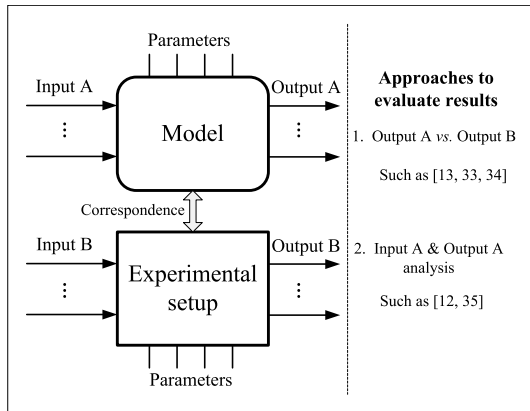 Parameters
Input A
Output A
Model
Correspondence
Input B
Output B
Experimental
setup
Parameters
Approaches to
evaluate results
1. Output A vs. Output B
Such as [13, 33, 34]
2. Input A & Output A
analysis
Such as [12, 35]